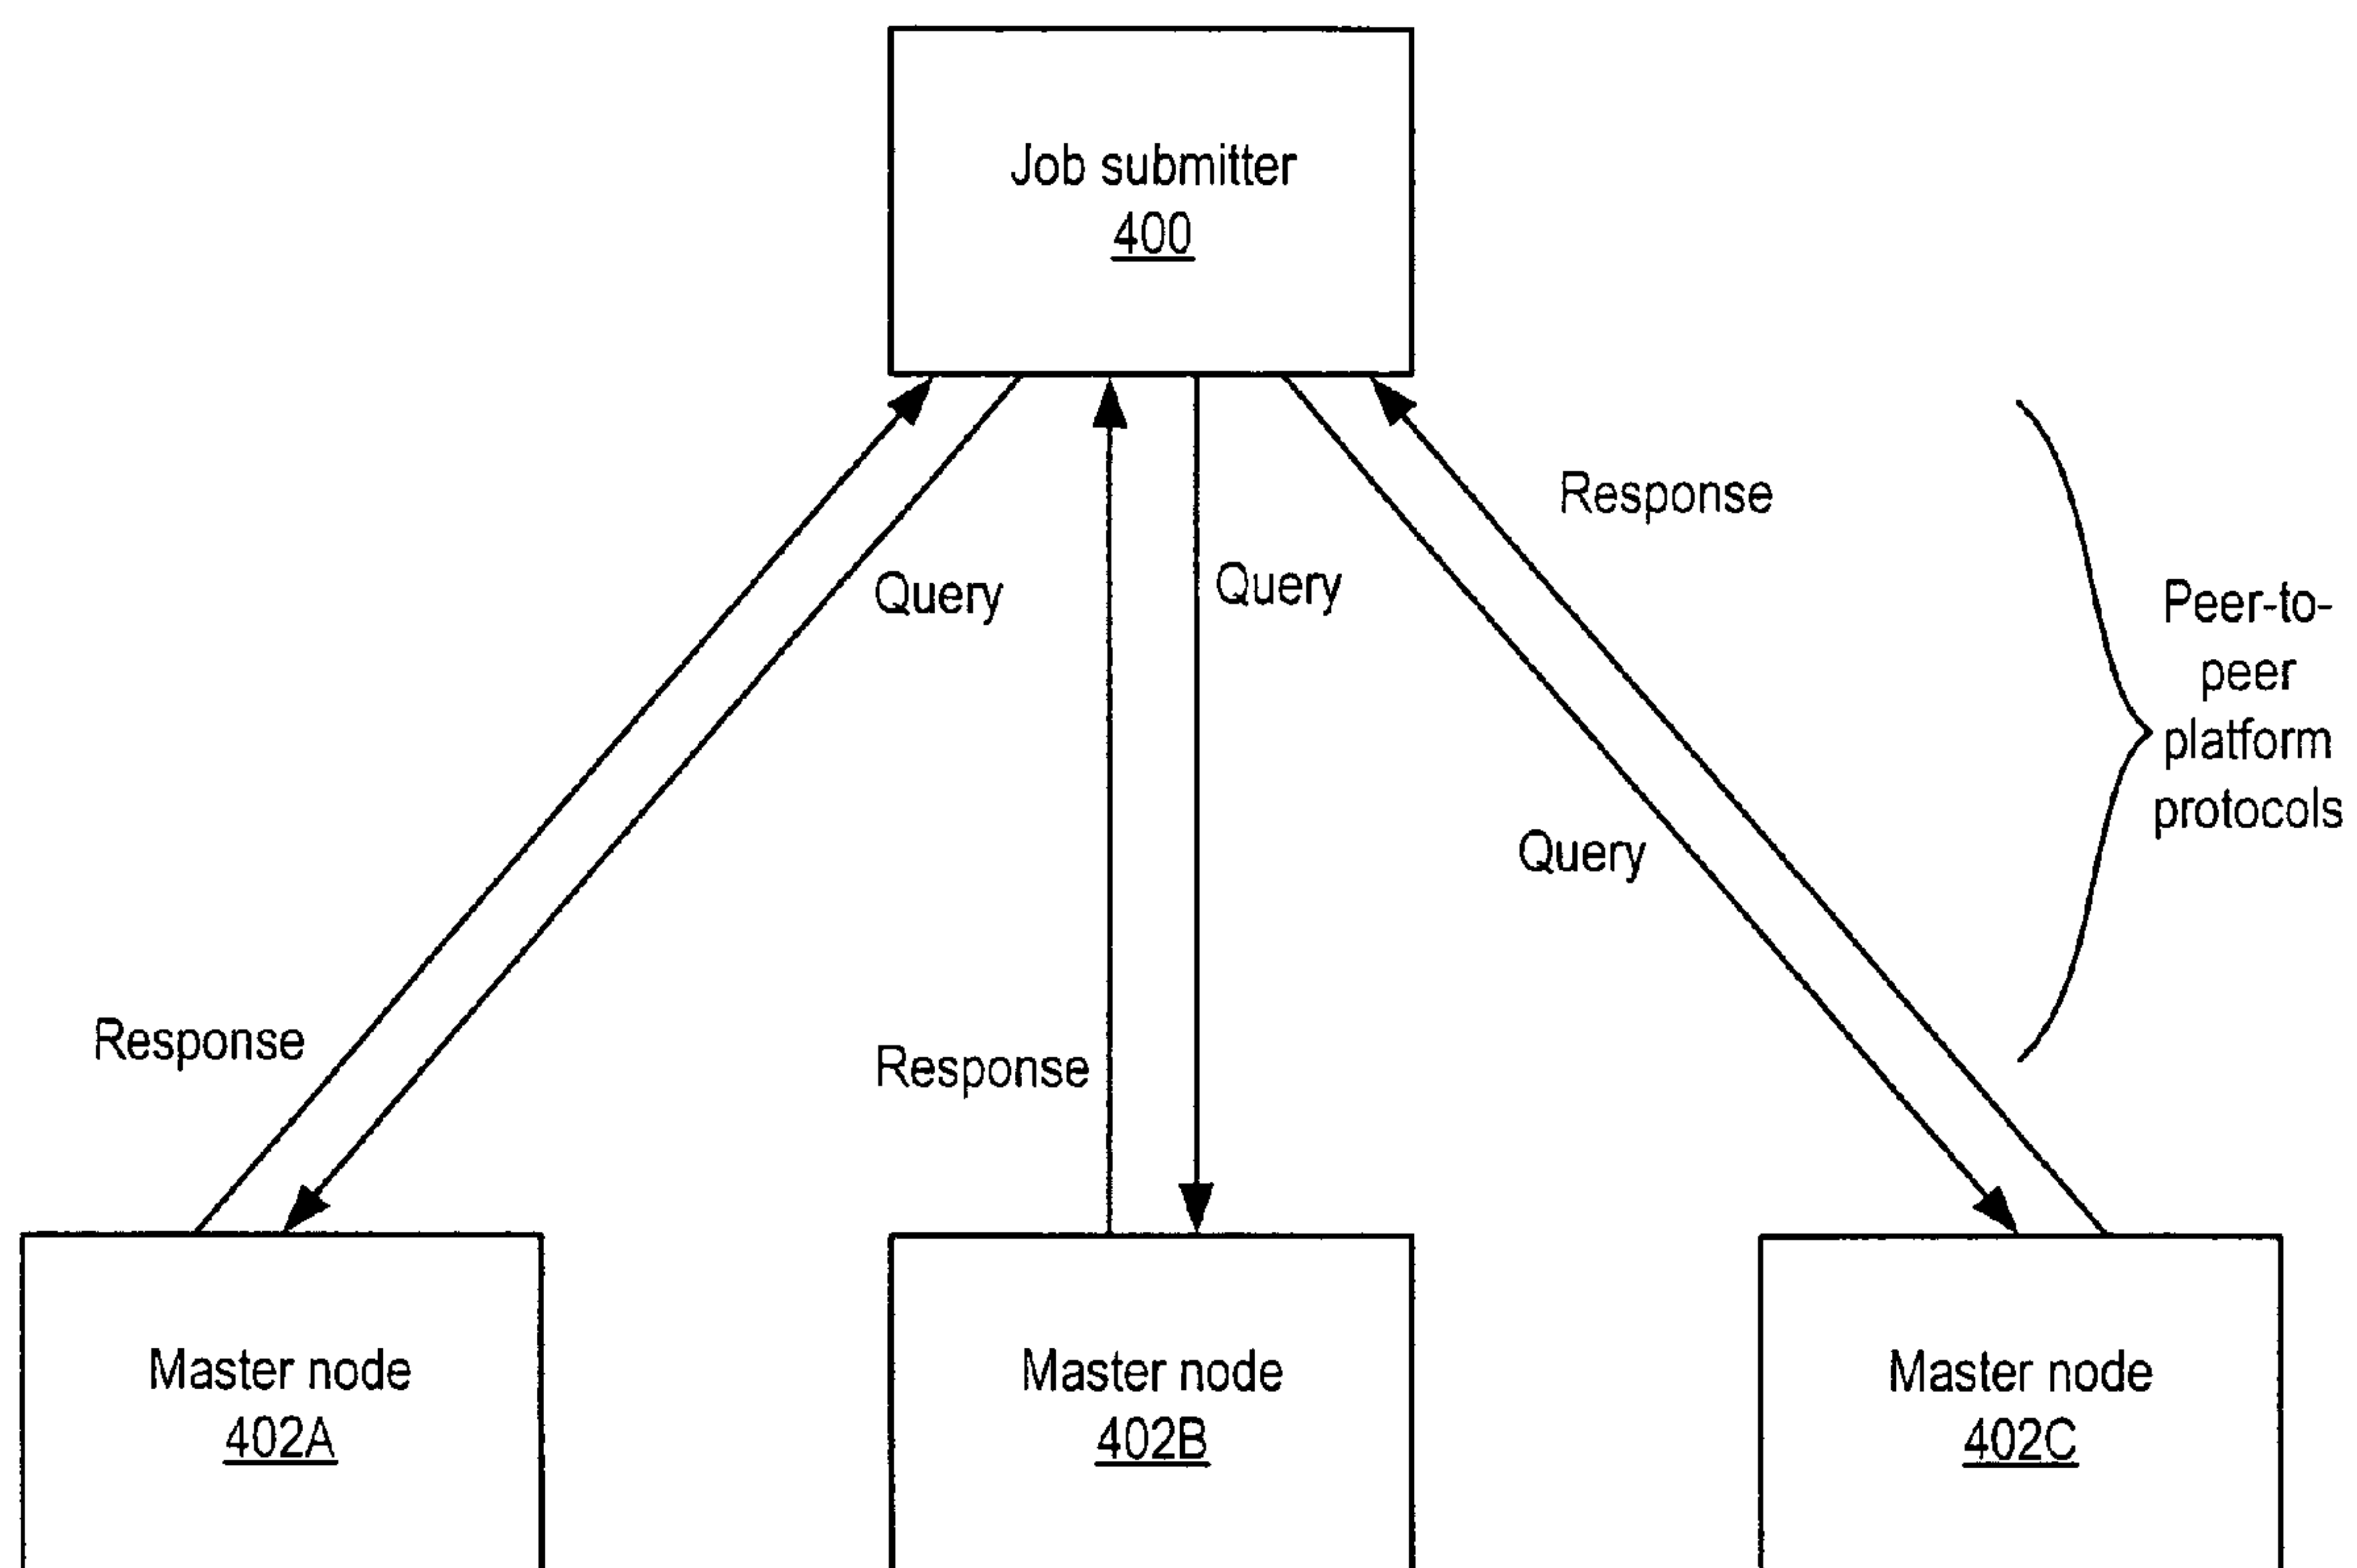 Job submitter
400
Response
Query
Query
Peer-to-
peer
platform
protocols
Query
Response
Response
Master node
402A
Master node
402B
Master node
402C